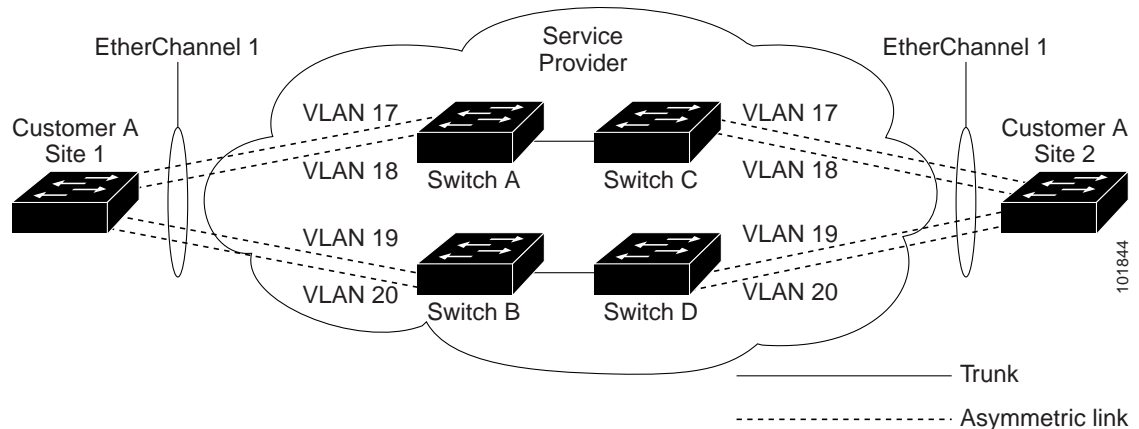 EtherChannel 1
Service
Provider
EtherChannel 1
VLAN 17
VLAN 17
Customer A
Site 1
Customer A
Site 2
VLAN 18
VLAN 18
Switch A
Switch C
VLAN 19
VLAN 19
VLAN 20
VLAN 20
Switch B
Switch D
101844
Trunk
Asymmetric link